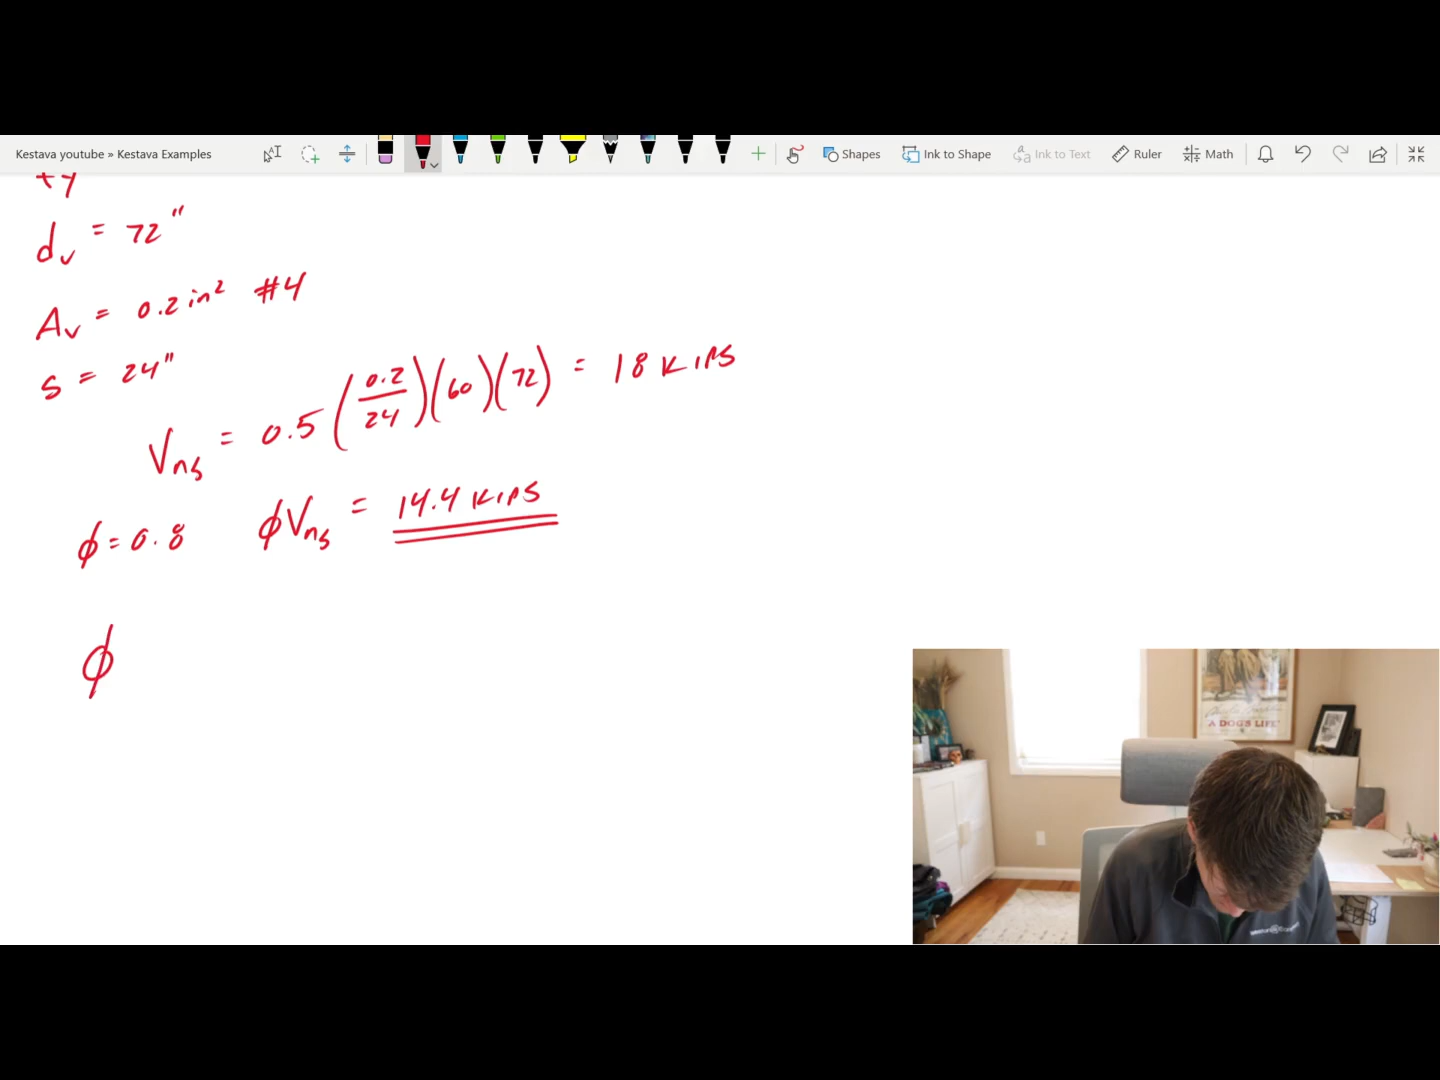 Kestava youtube » Kestava Examples
Shapes
Ink to Shape
Ink to Text
Ruler
Math
dv = 72"
Av = 0.2 in² #4
s = 24"
Vns = 0.5 (0.2/24)(60)(72) = 18 KIPS
ϕ = 0.8 ϕVns = 14.4 KIPS
ϕ
A DOG'S LIFE